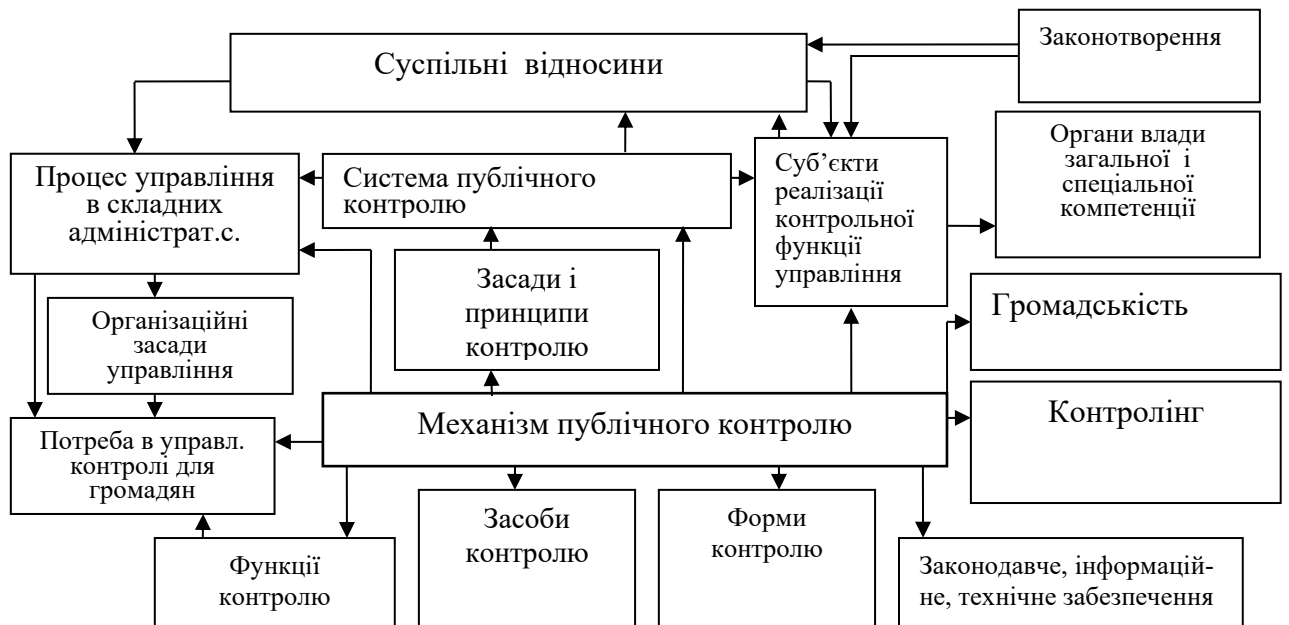 Законотворення
Суспільні відносини
Органи влади
загальної і
спеціальної
компетенції
Процес управління
в складних
адміністрат.с.
Система публічного
контролю
Суб’єкти
реалізації
контрольної
функції
управління
Засади і
принципи
контролю
Громадськість
Організаційні
засади
управління
Механізм публічного контролю
Контролінг
Потреба в управл.
контролі для
громадян
Функції
контролю
Засоби
контролю
Форми
контролю
Законодавче, інформацій-
не, технічне забезпечення